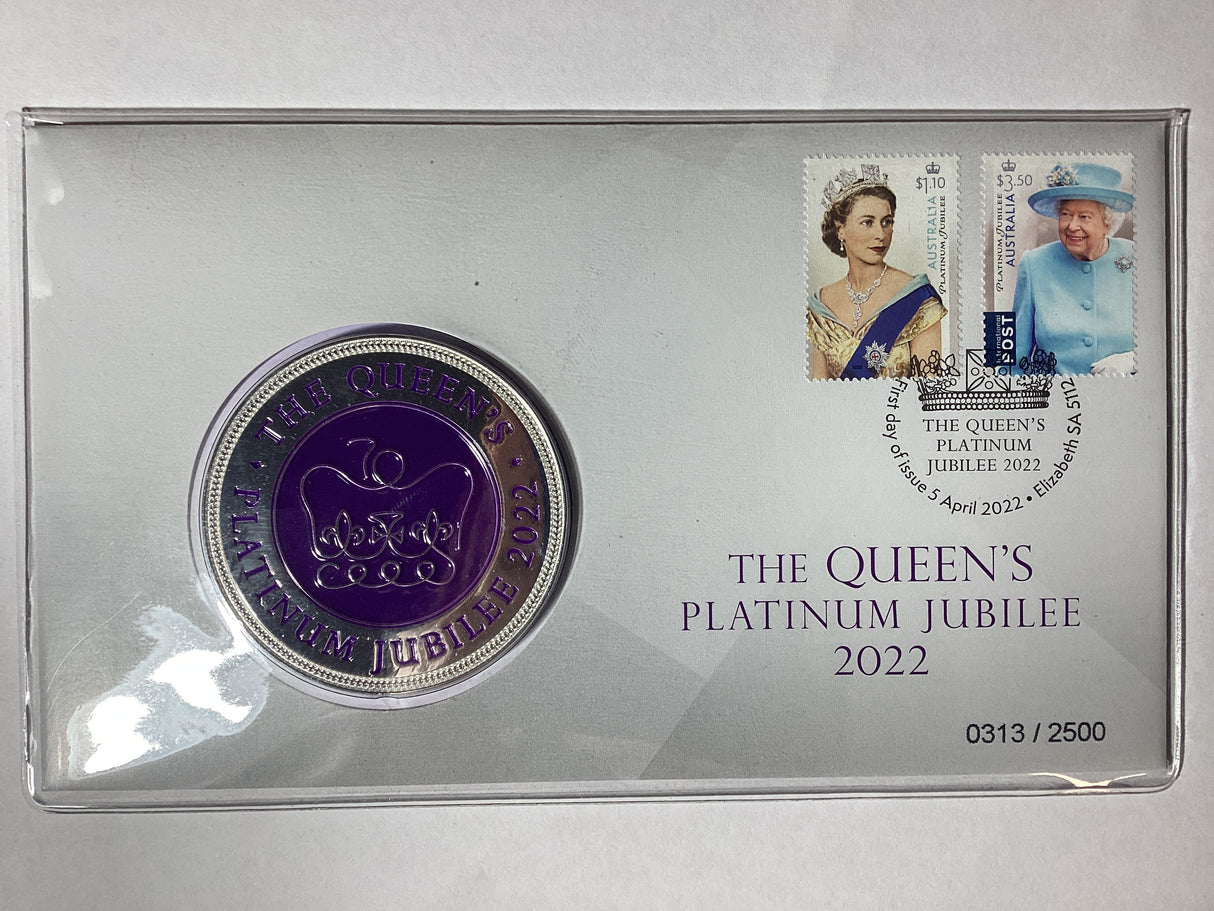 $1.10
AUSTRALIA
PLATINUM JUBILEE
$3.50
PLATINUM JUBILEE
AUSTRALIA
International
POST
THE QUEEN'S
PLATINUM JUBILEE 2022
70
THE QUEEN'S
PLATINUM
JUBILEE 2022
First day of issue 5 April 2022 • Elizabeth SA 5112
THE QUEEN'S
PLATINUM JUBILEE
2022
0313 / 2500